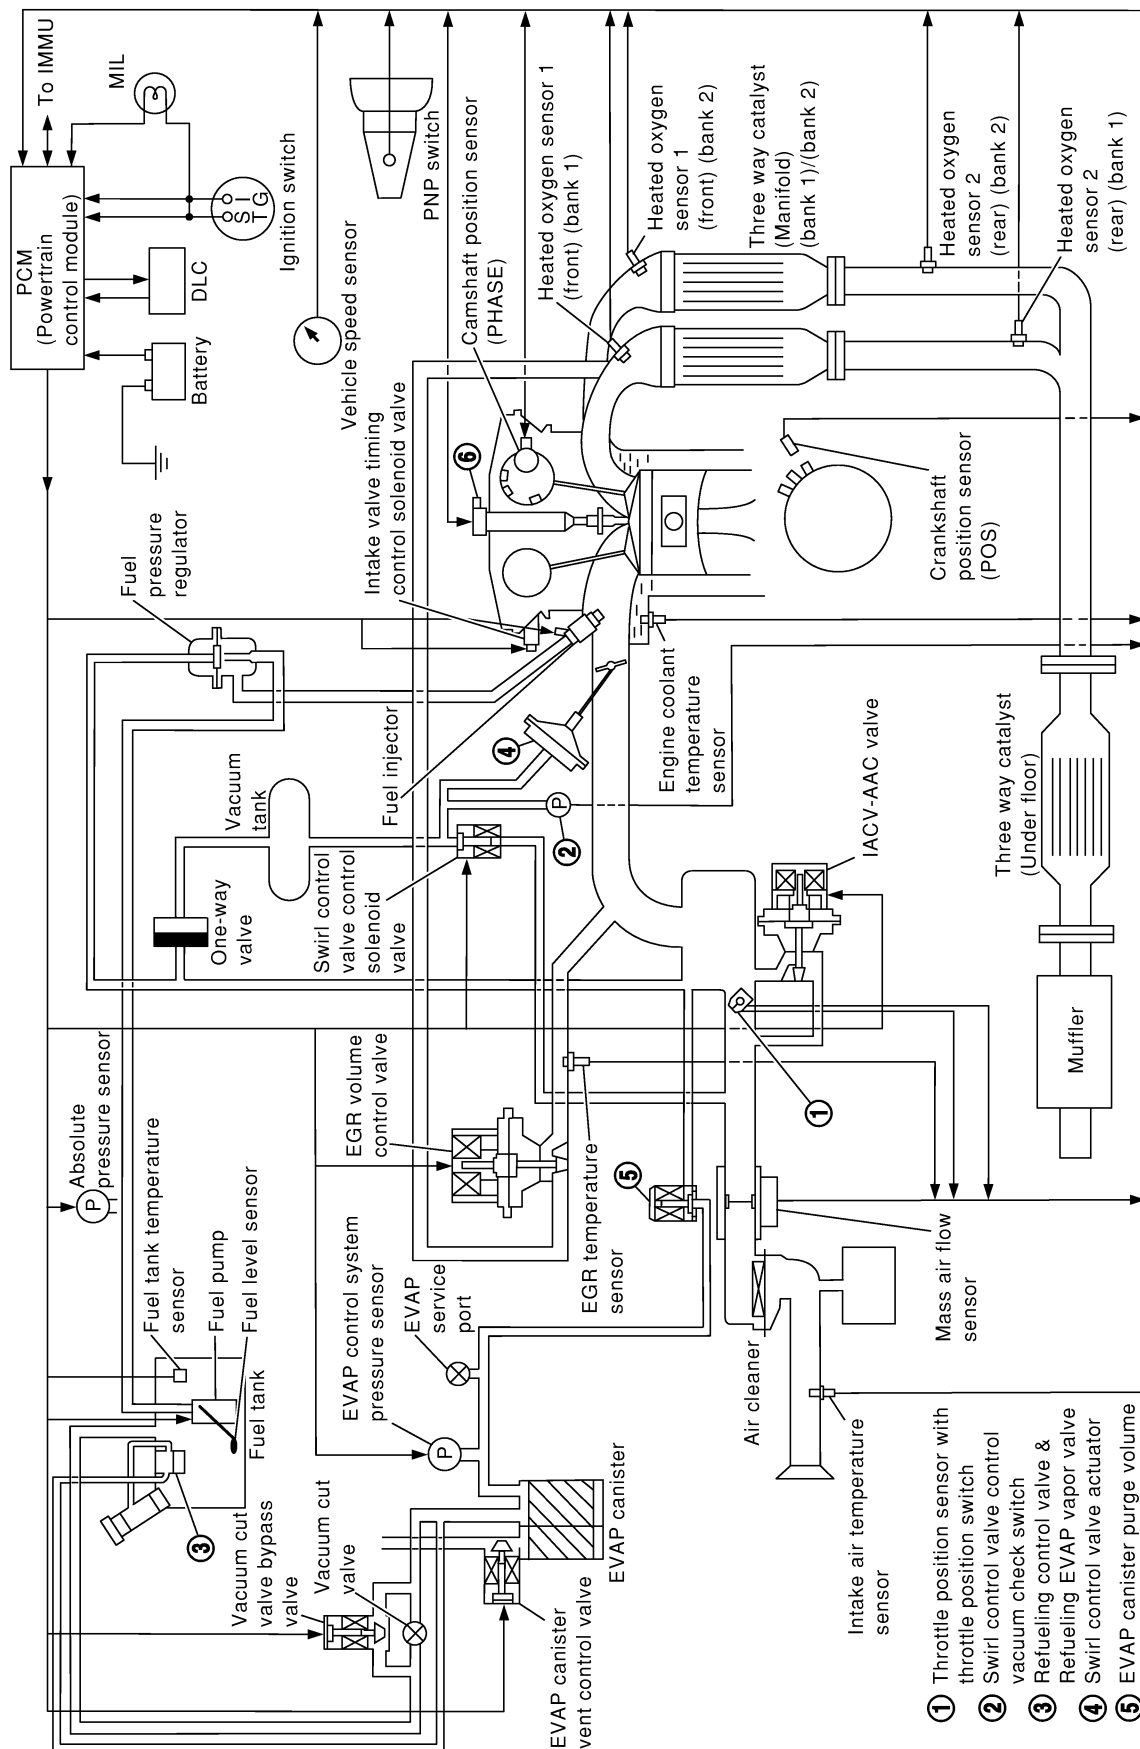 PCM
(Powertrain
control module)
To IMMU
MIL
S
T
I
G
Ignition switch
DLC
Battery
Vehicle speed sensor
PNP switch
Camshaft position sensor
(PHASE)
Heated oxygen sensor 1
(front) (bank 1)
Heated oxygen
sensor 1
(front) (bank 2)
Three way catalyst
(Manifold)
(bank 1)/(bank 2)
Heated oxygen
sensor 2
(rear) (bank 2)
Heated oxygen
sensor 2
(rear) (bank 1)
6
Fuel
pressure
regulator
Intake valve timing
control solenoid valve
Crankshaft
position sensor
(POS)
Vacuum
tank
Fuel injector
4
Engine coolant
temperature
sensor
P
2
One-way
valve
Swirl control
valve control
solenoid
valve
IACV-AAC valve
Three way catalyst
(Under floor)
Muffler
Absolute
pressure sensor
P
EGR volume
control valve
1
5
Fuel tank temperature
sensor
Fuel pump
Fuel level sensor
Fuel tank
EVAP control system
pressure sensor
P
EVAP
service
port
EGR temperature
sensor
Mass air flow
sensor
Air cleaner
3
Vacuum cut
valve bypass
valve
Vacuum cut
valve
EVAP canister
EVAP canister
vent control valve
Intake air temperature
sensor
1 Throttle position sensor with
throttle position switch
2 Swirl control valve control
vacuum check switch
3 Refueling control valve &
Refueling EVAP vapor valve
4 Swirl control valve actuator
5 EVAP canister purge volume